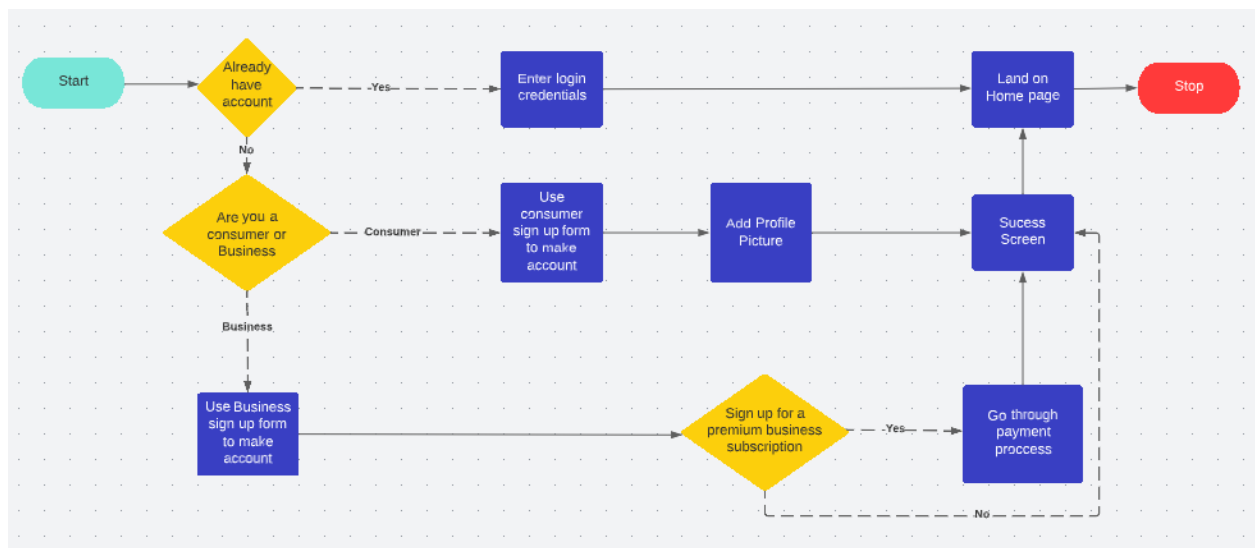 Start
Already
have
account
Yes
Enter login
credentials
Land on
Home page
Stop
No
Are you a
consumer or
Business
Consumer
Use
consumer
sign up form
to make
account
Add Profile
Picture
Sucess
Screen
Business
Use Business
sign up form
to make
account
Sign up for a
premium business
subscription
Yes
Go through
payment
proccess
No